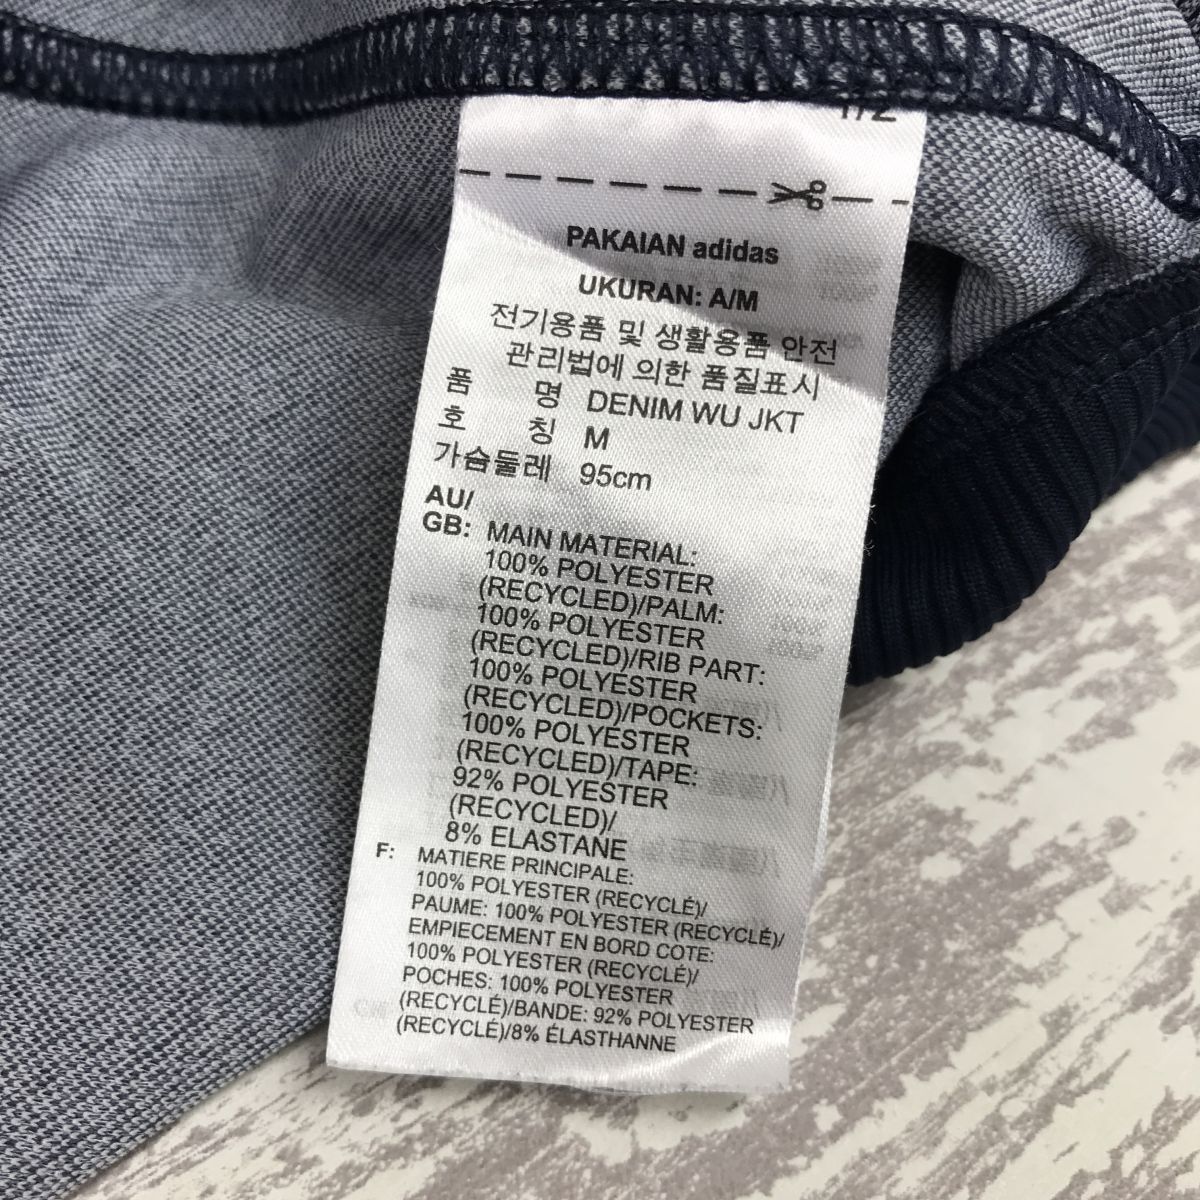 1/2
PAKAIAN adidas
UKURAN: A/M
전기용품 및 생활용품 안전
관리법에 의한 품질표시
품 명 DENIM WU JKT
호 칭 M
가슴둘레 95cm
AU/
GB: MAIN MATERIAL:
100% POLYESTER
(RECYCLED)/PALM:
100% POLYESTER
(RECYCLED)/RIB PART:
100% POLYESTER
(RECYCLED)/POCKETS:
100% POLYESTER
(RECYCLED)/TAPE:
92% POLYESTER
(RECYCLED)/
8% ELASTANE
F: MATIERE PRINCIPALE:
100% POLYESTER (RECYCLÉ)/
PAUME: 100% POLYESTER (RECYCLÉ)/
EMPIECEMENT EN BORD COTE:
100% POLYESTER (RECYCLÉ)/
POCHES: 100% POLYESTER
(RECYCLÉ)/BANDE: 92% POLYESTER
(RECYCLÉ)/8% ÉLASTHANNE